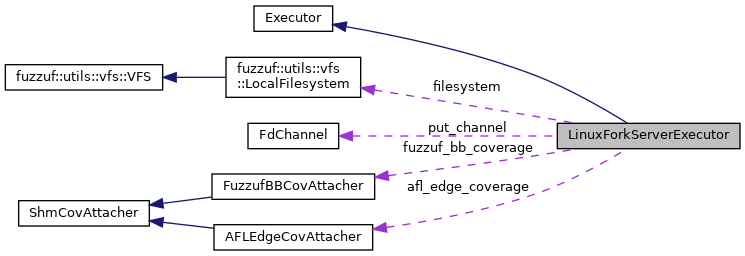 Executor
fuzzuf::utils::vfs::VFS
fuzzuf::utils::vfs
::LocalFilesystem
filesystem
FdChannel
put_channel
LinuxForkServerExecutor
fuzzuf_bb_coverage
FuzzufBBCovAttacher
afl_edge_coverage
ShmCovAttacher
AFLEdgeCovAttacher